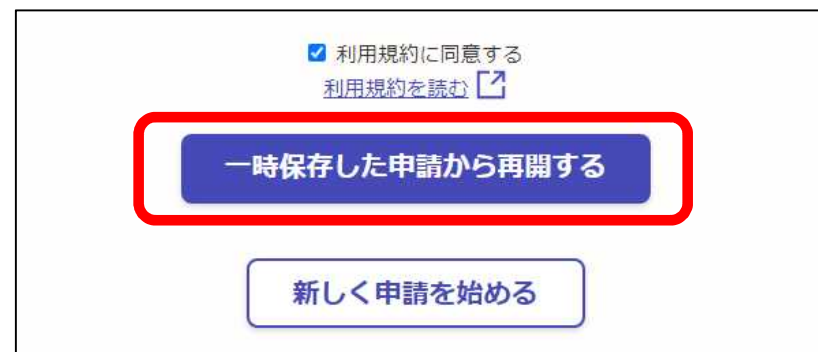 利用規約に同意する
利用規約を読む
一時保存した申請から再開する
新しく申請を始める